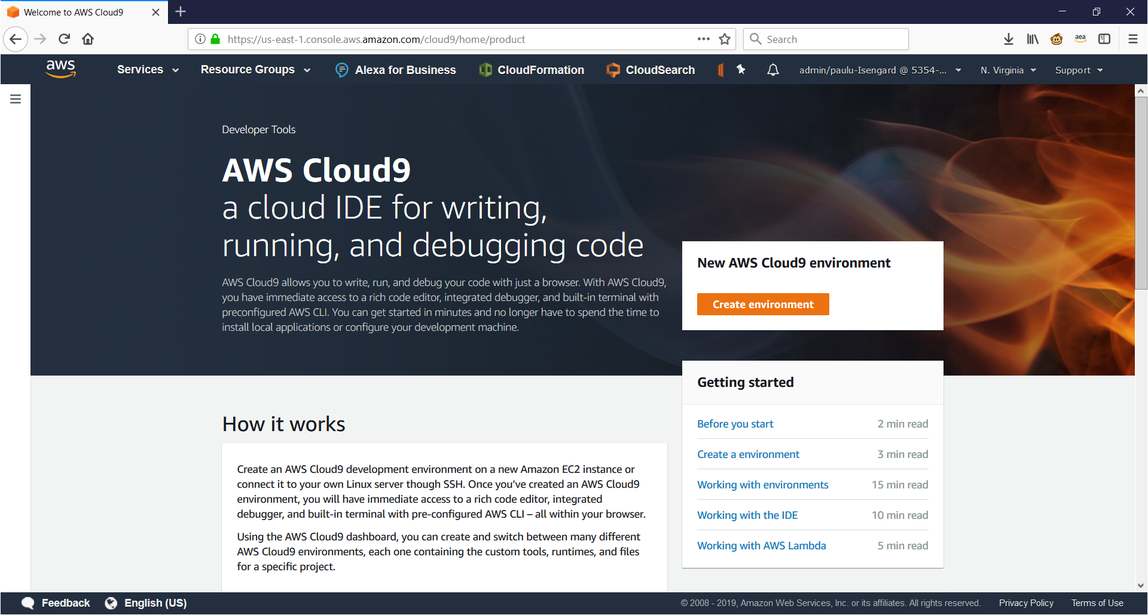 Welcome to AWS Cloud9
https://us-east-1.console.aws.amazon.com/cloud9/home/product
Search
aws
Services
Resource Groups
Alexa for Business
CloudFormation
CloudSearch
admin/paulu-Isengard @ 5354-...
N. Virginia
Support
Developer Tools
AWS Cloud9
a cloud IDE for writing,
running, and debugging code
AWS Cloud9 allows you to write, run, and debug your code with just a browser. With AWS Cloud9,
you have immediate access to a rich code editor, integrated debugger, and built-in terminal with
preconfigured AWS CLI. You can get started in minutes and no longer have to spend the time to
install local applications or configure your development machine.
New AWS Cloud9 environment
Create environment
Getting started
Before you start 2 min read
Create a environment 3 min read
Working with environments 15 min read
Working with the IDE 10 min read
Working with AWS Lambda 5 min read
How it works
Create an AWS Cloud9 development environment on a new Amazon EC2 instance or
connect it to your own Linux server though SSH. Once you've created an AWS Cloud9
environment, you will have immediate access to a rich code editor, integrated
debugger, and built-in terminal with pre-configured AWS CLI – all within your browser.
Using the AWS Cloud9 dashboard, you can create and switch between many different
AWS Cloud9 environments, each one containing the custom tools, runtimes, and files
for a specific project.
Feedback
English (US)
© 2008 - 2019, Amazon Web Services, Inc. or its affiliates. All rights reserved.
Privacy Policy
Terms of Use